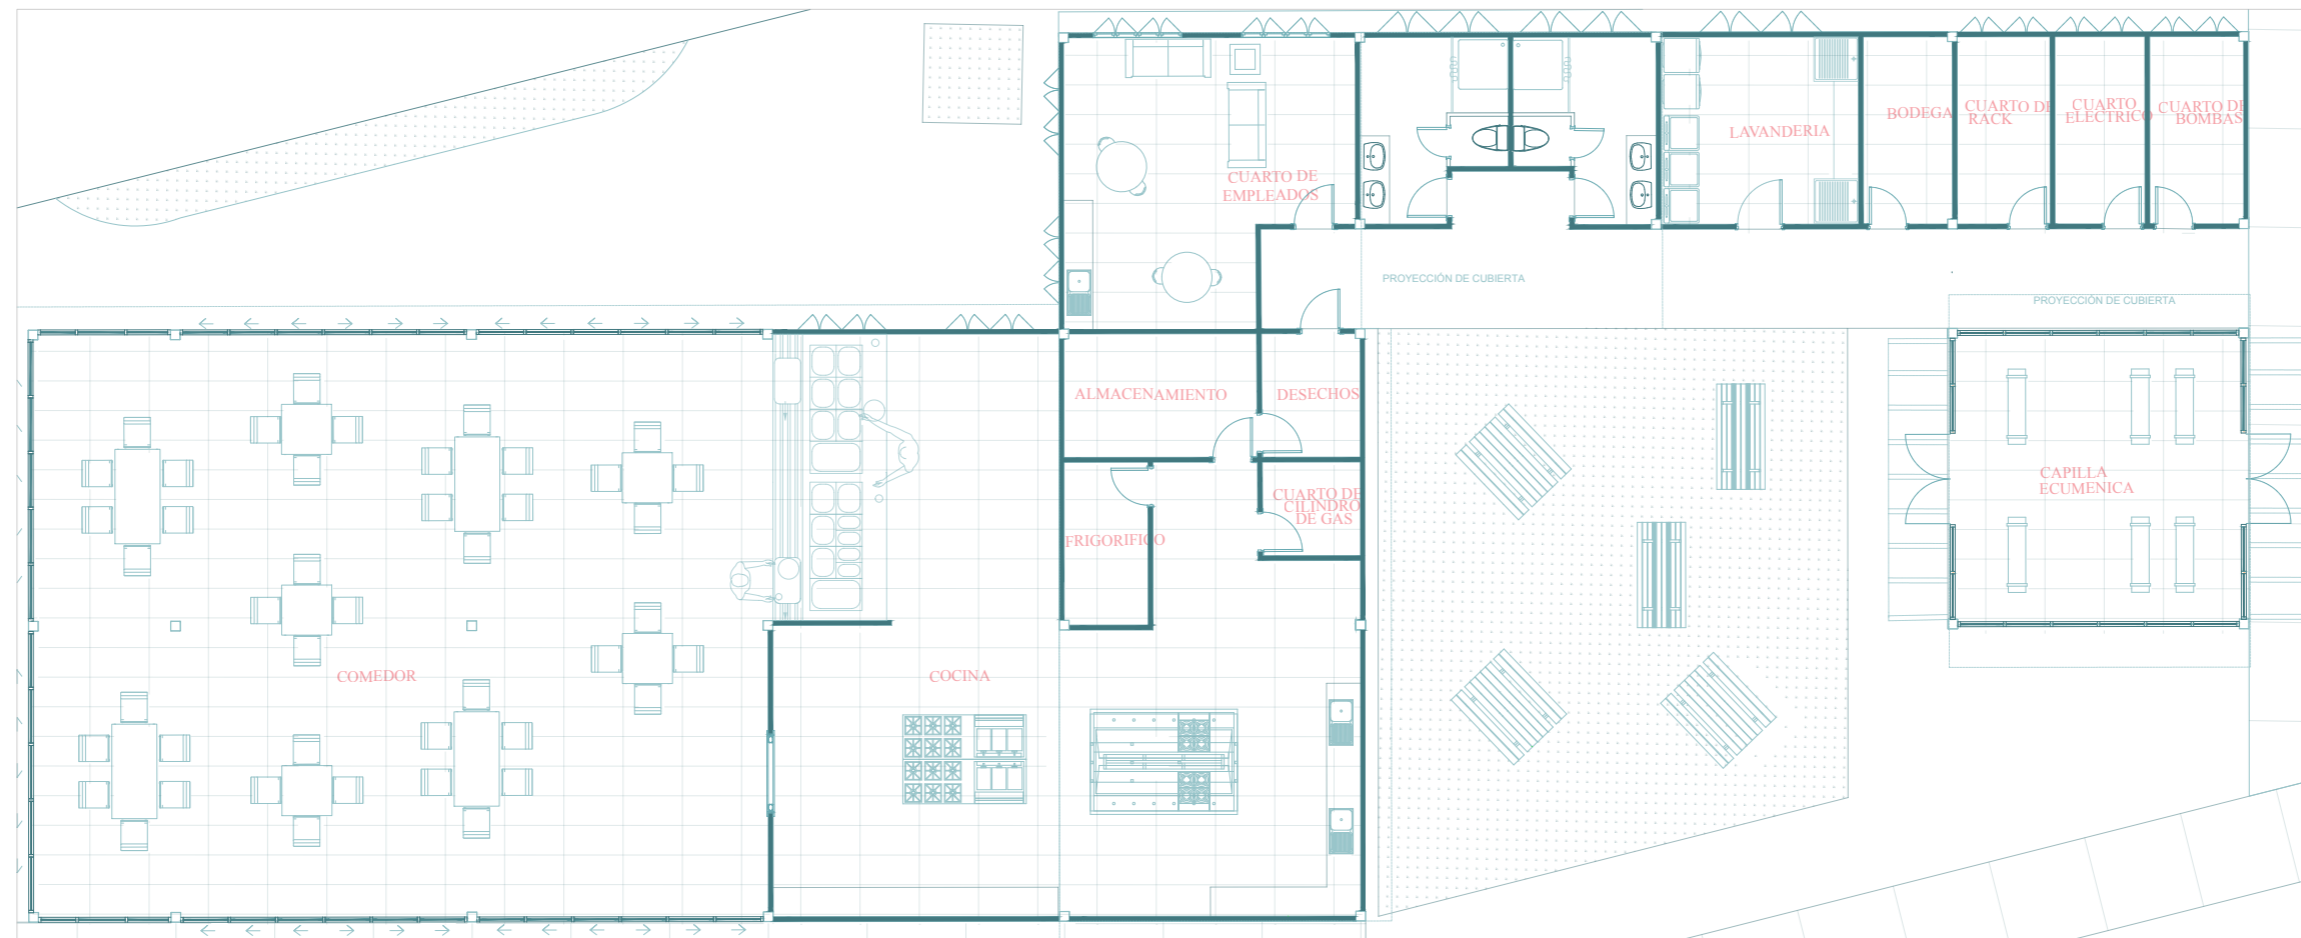 CUARTO DE
EMPLEADOS
LAVANDERIA
BODEGA
CUARTO DE
RACK
CUARTO
ELECTRICO
CUARTO DE
BOMBAS
PROYECCIÓN DE CUBIERTA
PROYECCIÓN DE CUBIERTA
ALMACENAMIENTO
DESECHOS
CUARTO DE
CILINDRO
DE GAS
FRIGORIFICO
CAPILLA
ECUMENICA
COMEDOR
COCINA